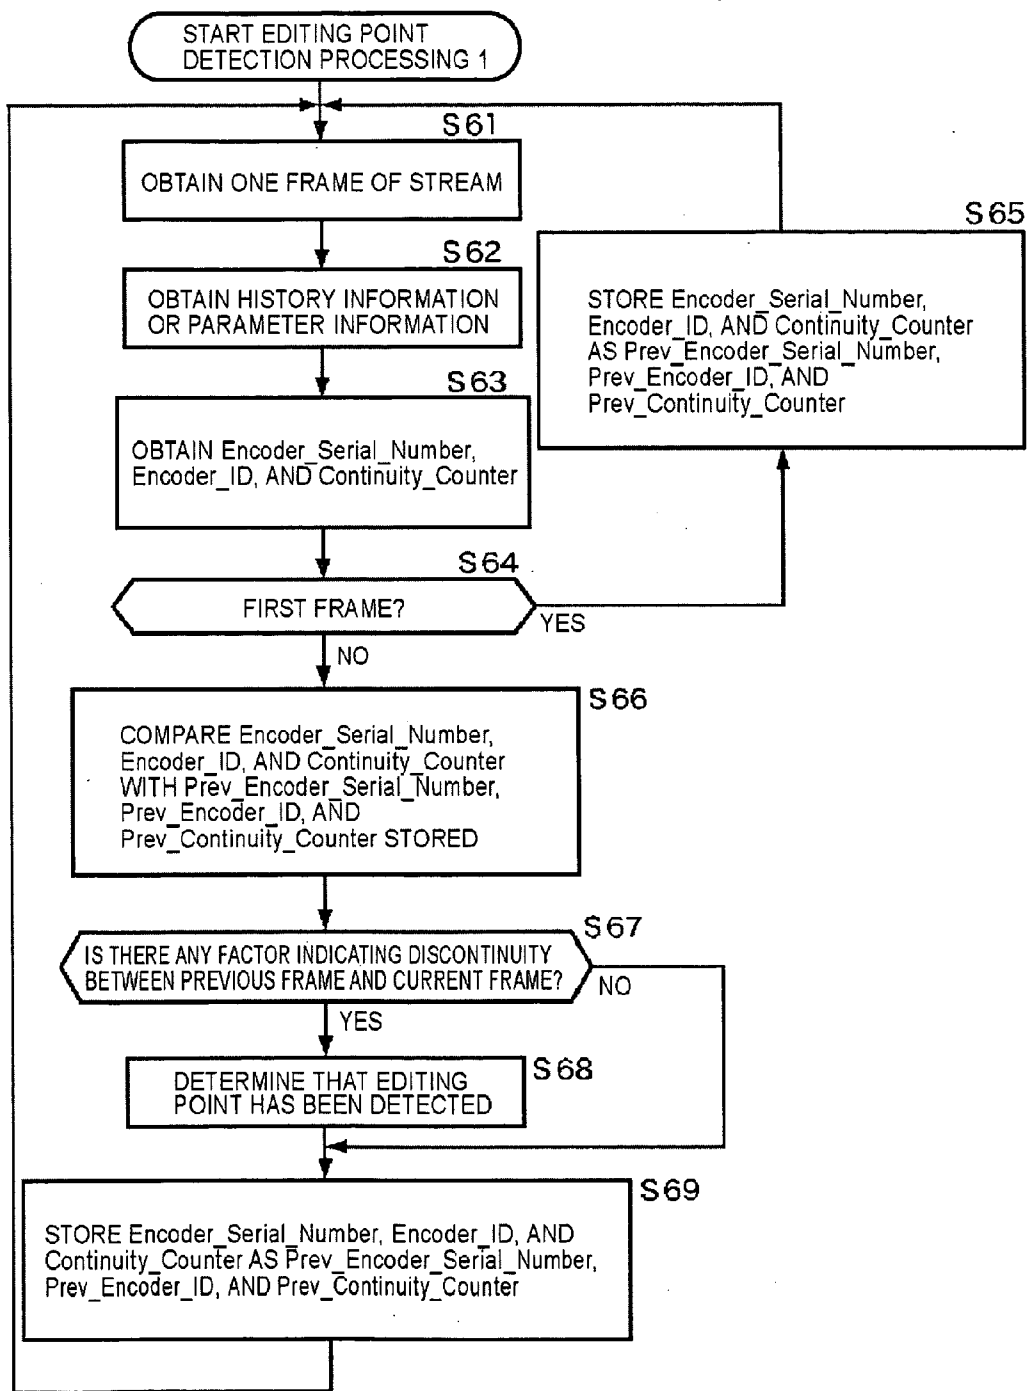 START EDITING POINT
DETECTION PROCESSING 1
S61
OBTAIN ONE FRAME OF STREAM
S62
OBTAIN HISTORY INFORMATION
OR PARAMETER INFORMATION
S63
OBTAIN Encoder_Serial_Number,
Encoder_ID, AND Continuity_Counter
S64
FIRST FRAME?
YES
NO
S65
STORE Encoder_Serial_Number,
Encoder_ID, AND Continuity_Counter
AS Prev_Encoder_Serial_Number,
Prev_Encoder_ID, AND
Prev_Continuity_Counter
S66
COMPARE Encoder_Serial_Number,
Encoder_ID, AND Continuity_Counter
WITH Prev_Encoder_Serial_Number,
Prev_Encoder_ID, AND
Prev_Continuity_Counter STORED
S67
IS THERE ANY FACTOR INDICATING DISCONTINUITY
BETWEEN PREVIOUS FRAME AND CURRENT FRAME?
NO
YES
S68
DETERMINE THAT EDITING
POINT HAS BEEN DETECTED
S69
STORE Encoder_Serial_Number, Encoder_ID, AND
Continuity_Counter AS Prev_Encoder_Serial_Number,
Prev_Encoder_ID, AND Prev_Continuity_Counter